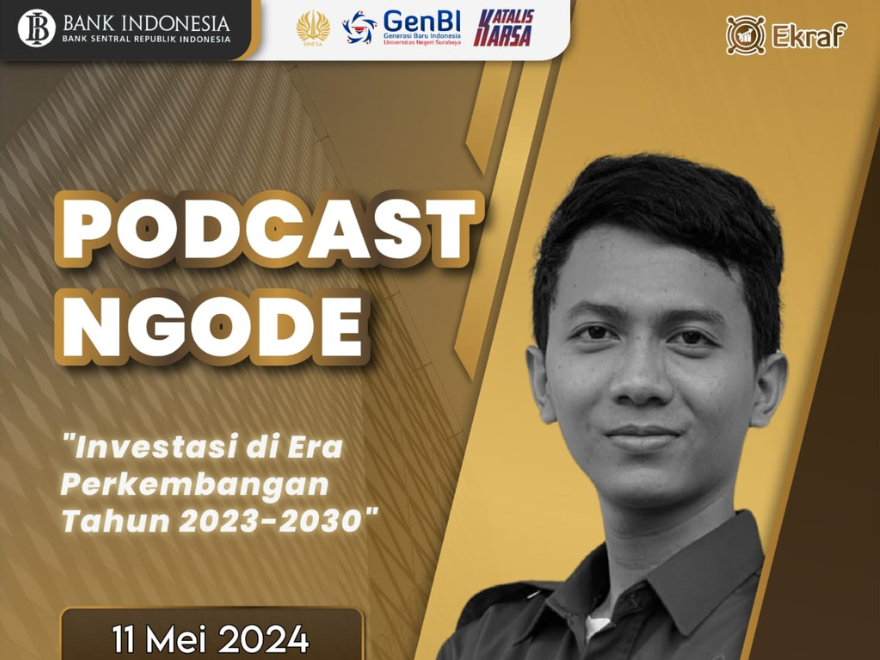 BANK INDONESIA
BANK SENTRAL REPUBLIK INDONESIA
UNESA
GenBI
Generasi Baru Indonesia
Universitas Negeri Surabaya
KATALIS
KARSA
Ekraf
PODCAST
NGODE
"Investasi di Era
Perkembangan
Tahun 2023-2030"
11 Mei 2024